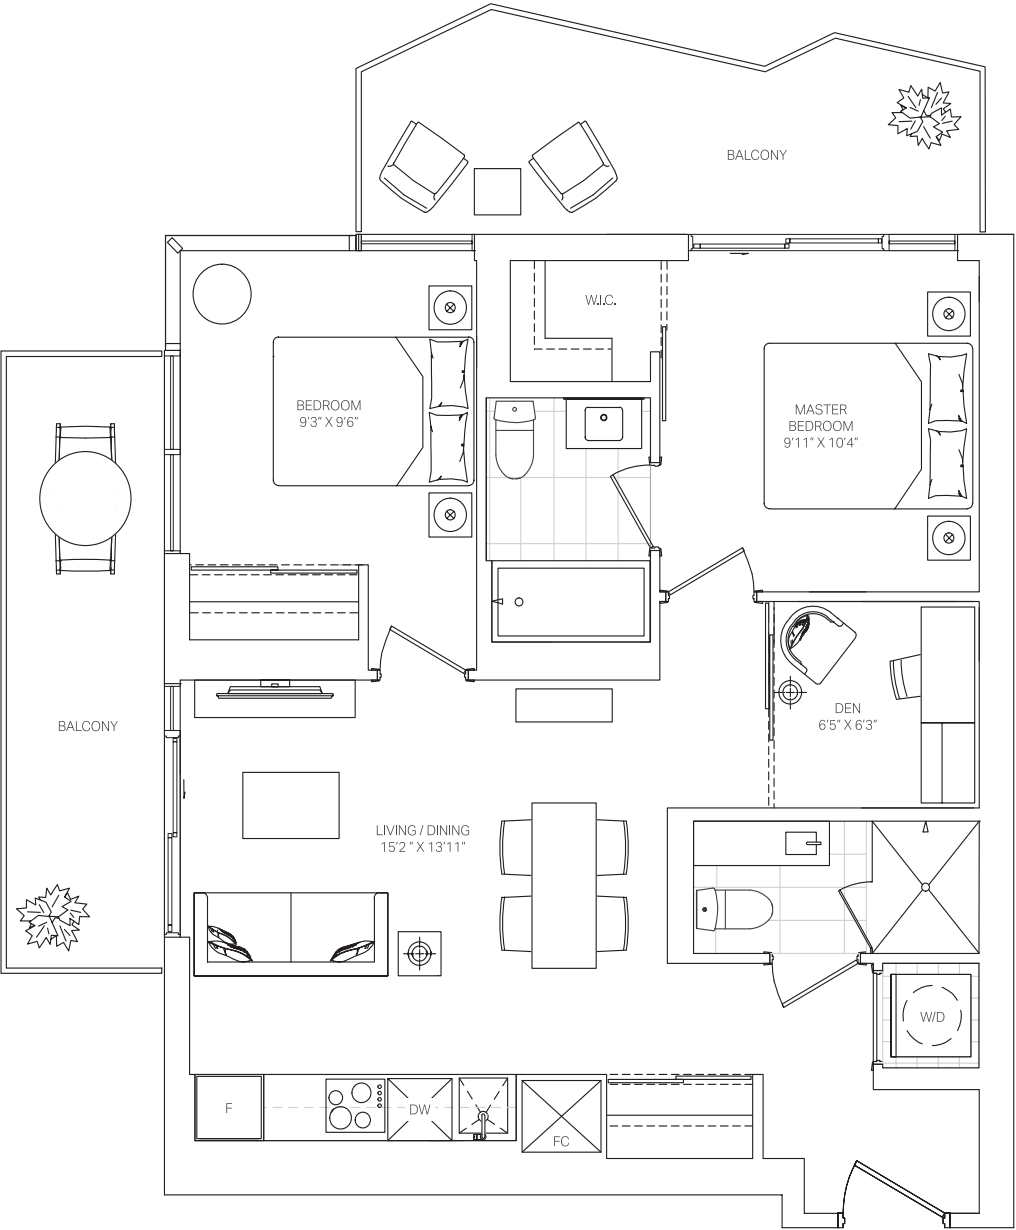 BALCONY
W.I.C.
BEDROOM
9'3" X 9'6"
MASTER
BEDROOM
9'11" X 10'4"
BALCONY
DEN
6'5" X 6'3"
LIVING / DINING
15'2 " X 13'11"
W/D
F
DW
FC